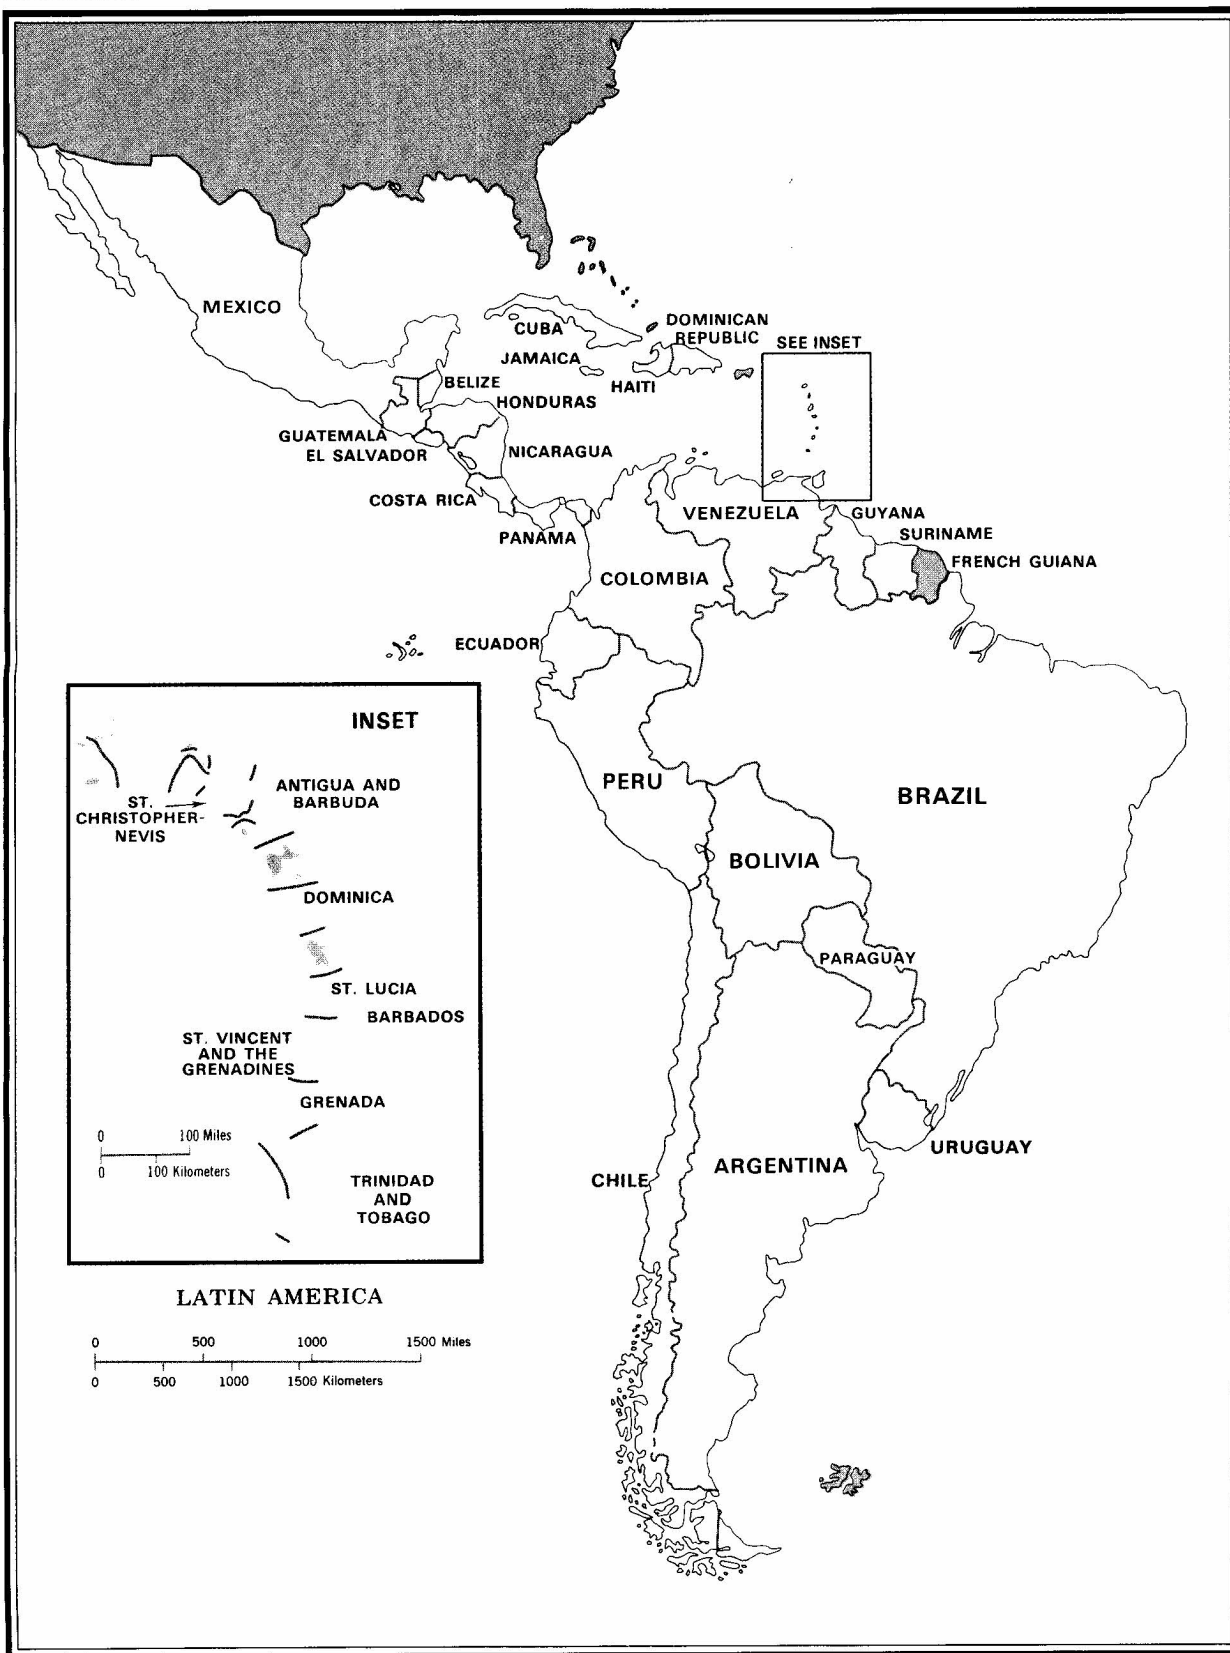 MEXICO
CUBA
DOMINICAN
REPUBLIC
SEE INSET
JAMAICA
HAITI
BELIZE
HONDURAS
GUATEMALA
EL SALVADOR
NICARAGUA
COSTA RICA
PANAMA
VENEZUELA
GUYANA
SURINAME
FRENCH GUIANA
COLOMBIA
ECUADOR
PERU
BRAZIL
BOLIVIA
PARAGUAY
CHILE
ARGENTINA
URUGUAY
INSET
ANTIGUA AND
BARBUDA
ST.
CHRISTOPHER-
NEVIS
DOMINICA
ST. LUCIA
BARBADOS
ST. VINCENT
AND THE
GRENADINES
GRENADA
0 100 Miles
0 100 Kilometers
TRINIDAD
AND
TOBAGO
LATIN AMERICA
0 500 1000 1500 Miles
0 500 1000 1500 Kilometers